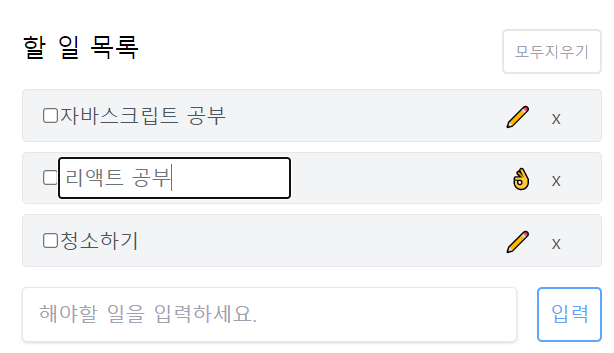 할 일 목록
모두지우기
자바스크립트 공부
x
리액트 공부
x
청소하기
x
해야할 일을 입력하세요.
입력